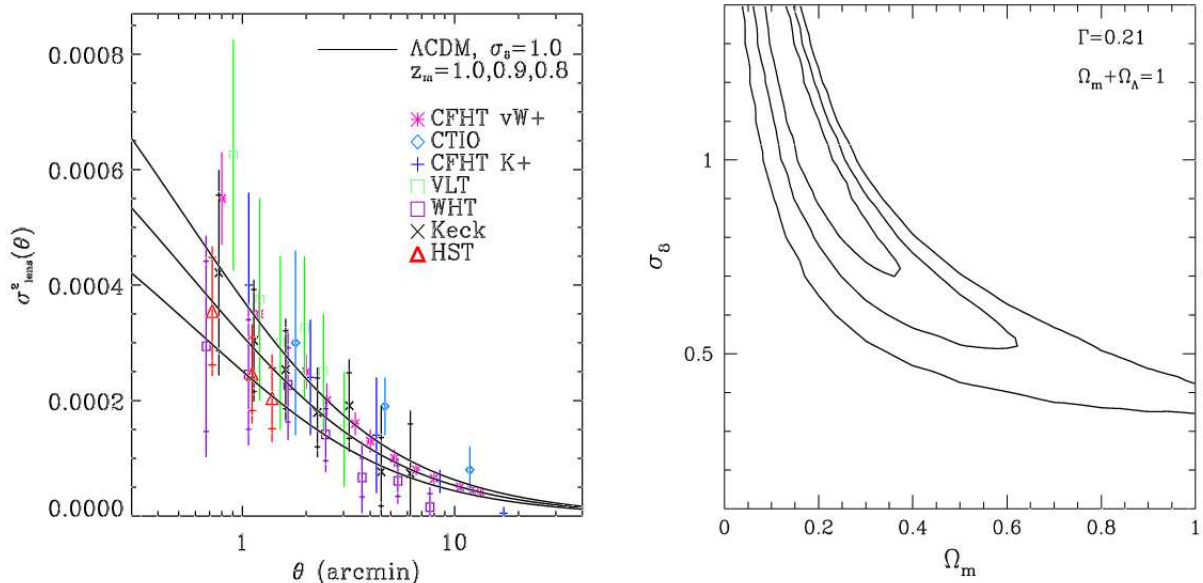 0.0008
0.0006
0.0004
0.0002
0.0000
σ²ₗₑₙₛ(θ)
ΛCDM, σ₈=1.0
zₘ=1.0,0.9,0.8
CFHT vW+
CTIO
CFHT K+
VLT
WHT
Keck
HST
1
10
θ (arcmin)
Γ=0.21
Ωₘ+Ω_Λ=1
1
0.5
σ₈
0
0.2
0.4
0.6
0.8
1
Ωₘ